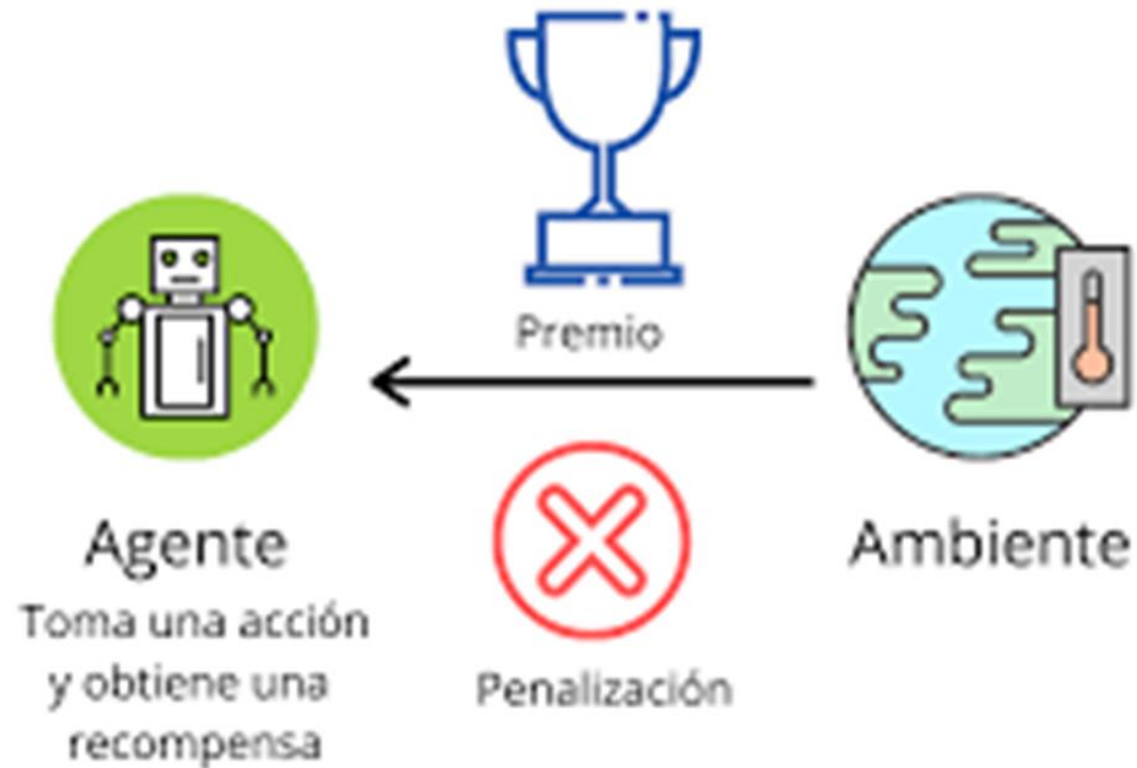 Premio
Agente
Toma una acción
y obtiene una
recompensa
Penalización
Ambiente